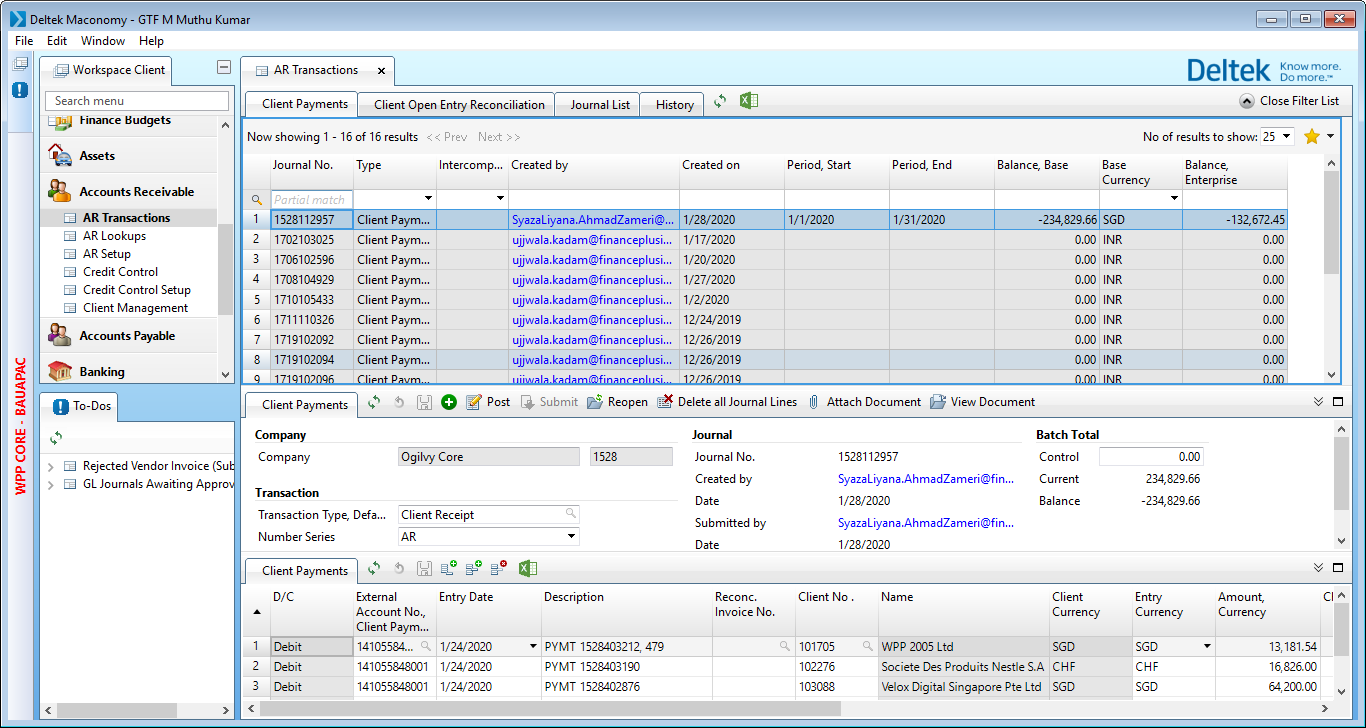 Deltek Maconomy - GTF M Muthu Kumar
File Edit Window Help
Workspace Client
Search menu
Finance Budgets
Assets
Accounts Receivable
AR Transactions
AR Lookups
AR Setup
Credit Control
Credit Control Setup
Client Management
Accounts Payable
Banking
WPP CORE - BAUAPAC
To-Dos
Rejected Vendor Invoice (Sub
GL Journals Awaiting Approv
AR Transactions
Deltek Know more. Do more.™
Client Payments Client Open Entry Reconciliation Journal List History Close Filter List
Now showing 1 - 16 of 16 results << Prev Next >> No of results to show: 25
Journal No. Type Intercomp... Created by Created on Period, Start Period, End Balance, Base Base Currency Balance, Enterprise
Partial match
1 1528112957 Client Paym... SyazaLiyana.AhmadZameri@... 1/28/2020 1/1/2020 1/31/2020 -234,829.66 SGD -132,672.45
2 1702103025 Client Paym... ujjwala.kadam@financeplusi... 1/17/2020 0.00 INR 0.00
3 1706102596 Client Paym... ujjwala.kadam@financeplusi... 1/20/2020 0.00 INR 0.00
4 1708104929 Client Paym... ujjwala.kadam@financeplusi... 1/27/2020 0.00 INR 0.00
5 1710105433 Client Paym... ujjwala.kadam@financeplusi... 1/2/2020 0.00 INR 0.00
6 1711110326 Client Paym... ujjwala.kadam@financeplusi... 12/24/2019 0.00 INR 0.00
7 1719102092 Client Paym... ujjwala.kadam@financeplusi... 12/26/2019 0.00 INR 0.00
8 1719102094 Client Paym... ujjwala.kadam@financeplusi... 12/26/2019 0.00 INR 0.00
9 1719102096 Client Paym... ujjwala.kadam@financeplusi... 12/26/2019 0.00 INR 0.00
Client Payments Post Submit Reopen Delete all Journal Lines Attach Document View Document
Company
Company Ogilvy Core 1528
Transaction
Transaction Type, Defa... Client Receipt
Number Series AR
Journal
Journal No. 1528112957
Created by SyazaLiyana.AhmadZameri@fin...
Date 1/28/2020
Submitted by SyazaLiyana.AhmadZameri@fin...
Date 1/28/2020
Batch Total
Control 0.00
Current 234,829.66
Balance -234,829.66
Client Payments
D/C External Account No., Client Paym... Entry Date Description Reconc. Invoice No. Client No . Name Client Currency Entry Currency Amount, Currency Cl
1 Debit 14105584... 1/24/2020 PYMT 1528403212, 479 101705 WPP 2005 Ltd SGD SGD 13,181.54
2 Debit 141055848001 1/24/2020 PYMT 1528403190 102276 Societe Des Produits Nestle S.A CHF CHF 16,826.00
3 Debit 141055848001 1/24/2020 PYMT 1528402876 103088 Velox Digital Singapore Pte Ltd SGD SGD 64,200.00